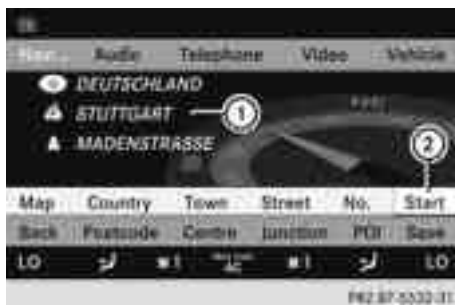 Navi Audio Telephone Video Vehicle
DEUTSCHLAND
STUTTGART 1
MADENSTRASSE
2
Map Country Town Street No. Start
Back Postcode Centre Junction POI Save
LO LO
P82.87-5532-31